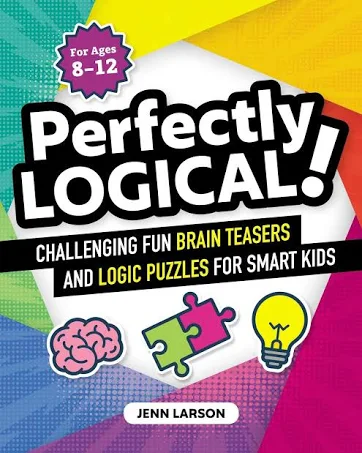 For Ages
8–12
Perfectly
LOGICAL!
CHALLENGING FUN BRAIN TEASERS
AND LOGIC PUZZLES FOR SMART KIDS
JENN LARSON